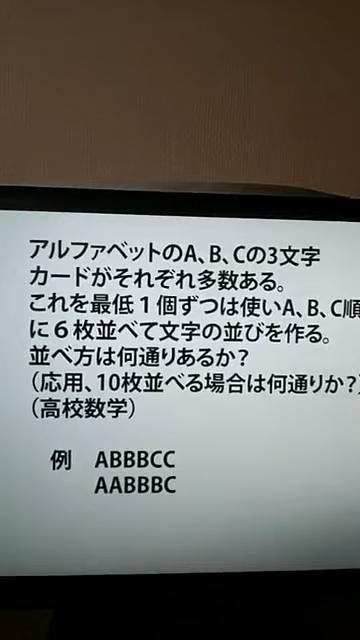 アルファベットのA、B、Cの3文字
カードがそれぞれ多数ある。
これを最低１個ずつは使いA、B、C順
に６枚並べて文字の並びを作る。
並べ方は何通りあるか？
（応用、10枚並べる場合は何通りか？）
（高校数学）
例 ABBBCC
AABBBC